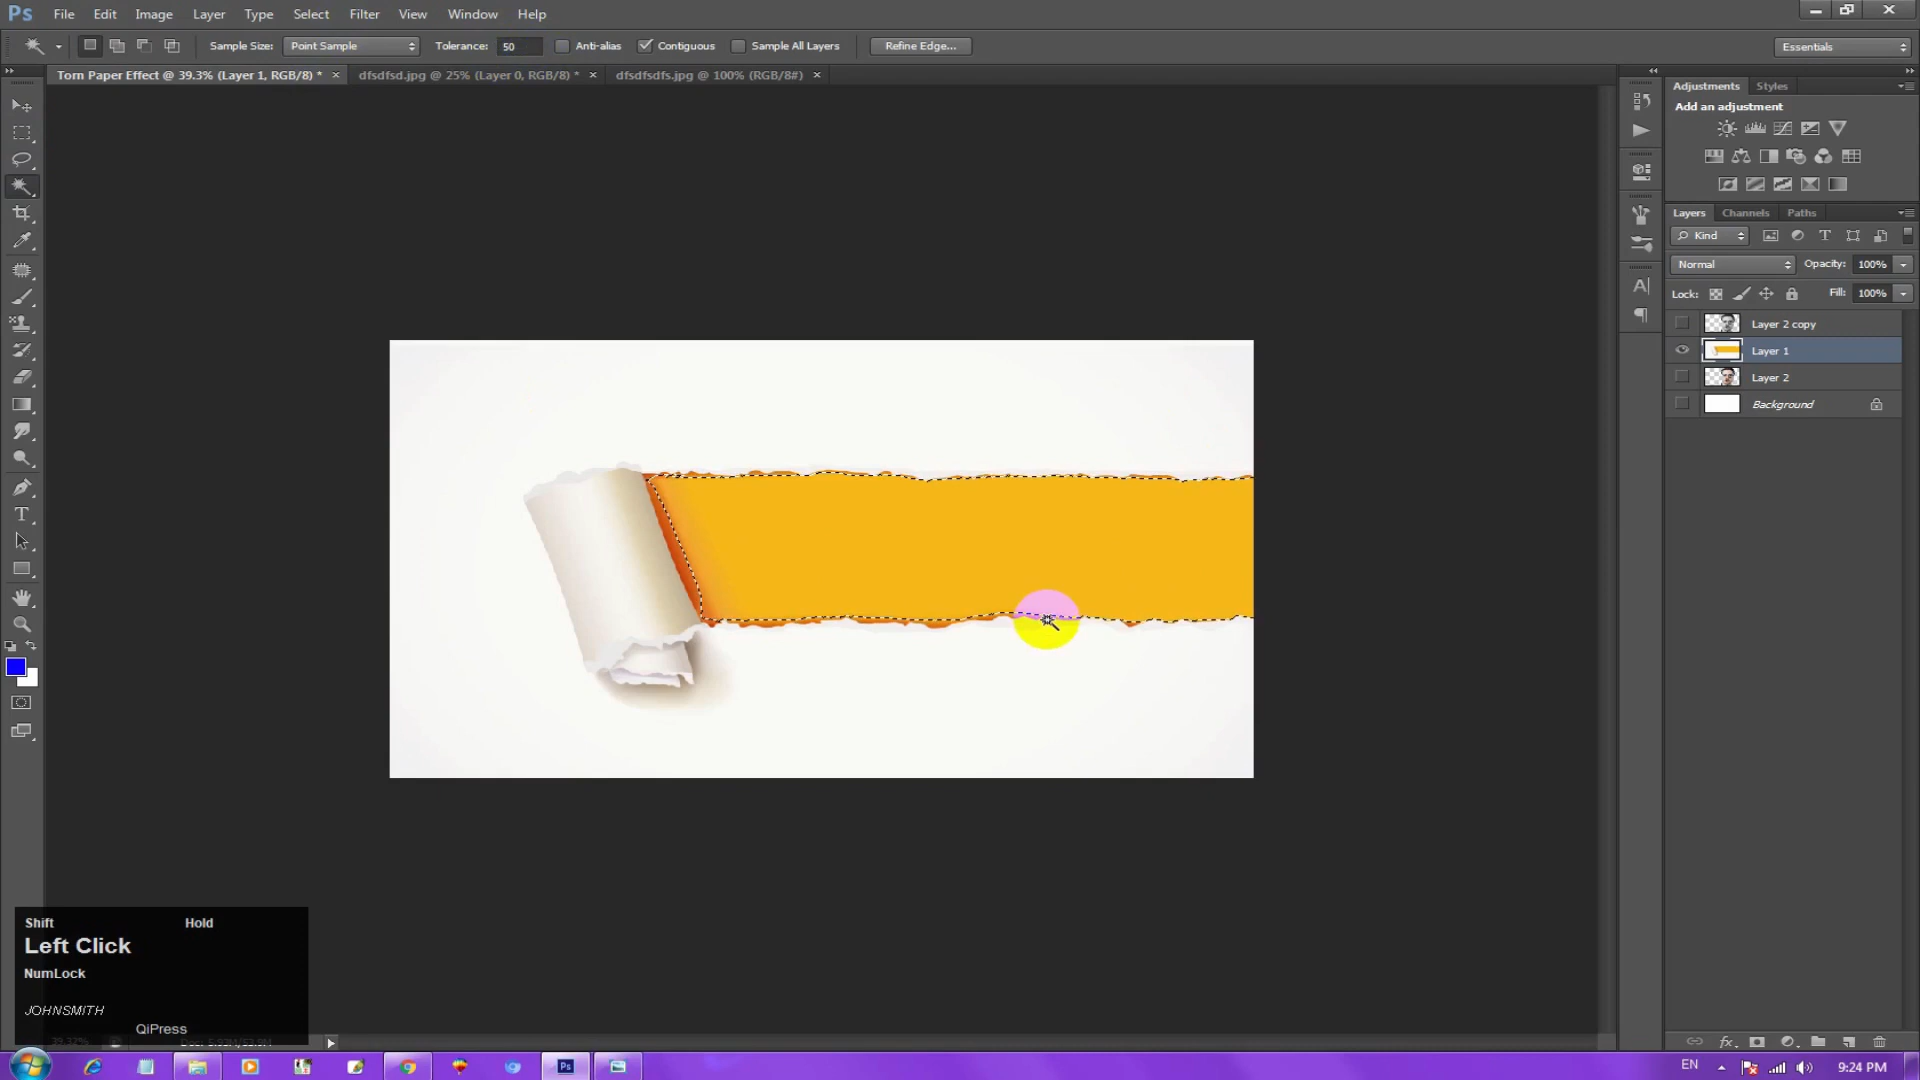 Ps File Edit Image Layer Type Select Filter View Window Help
Sample Size: Point Sample Tolerance: 50 Anti-alias Contiguous Sample All Layers Refine Edge... Essentials
Torn Paper Effect @ 39.3% (Layer 1, RGB/8) * × dfsdfsd.jpg @ 25% (Layer 0, RGB/8) * × dfsdfsdfs.jpg @ 100% (RGB/8#) ×
Adjustments Styles
Add an adjustment
Layers Channels Paths
Kind
Normal Opacity: 100%
Lock: Fill: 100%
Layer 2 copy
Layer 1
Layer 2
Background
Shift Hold
Left Click
NumLock
JOHNSMITH
QiPress
fx
EN 9:24 PM